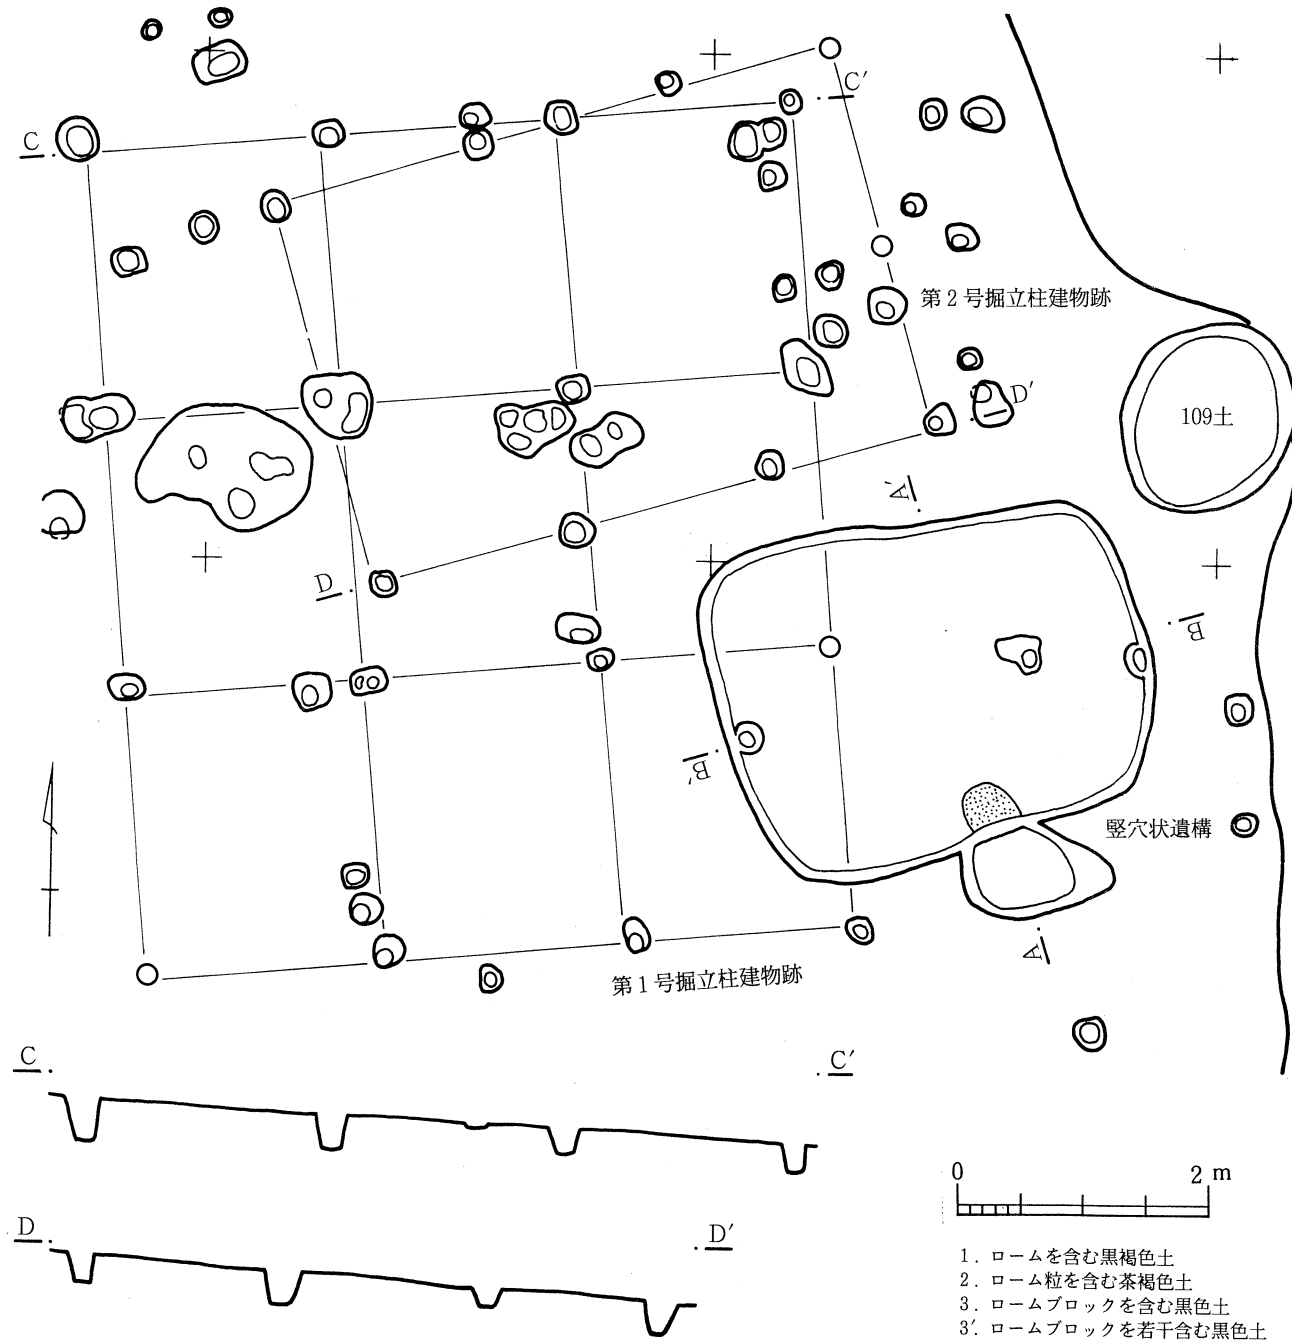 C′
C
第2号掘立柱建物跡
D′
109土
A′
D
B
B′
竪穴状遺構
A
第1号掘立柱建物跡
C
C′
0 2 m
D
D′
1. ロームを含む黒褐色土
2. ローム粒を含む茶褐色土
3. ロームブロックを含む黒色土
3′. ロームブロックを若干含む黒色土